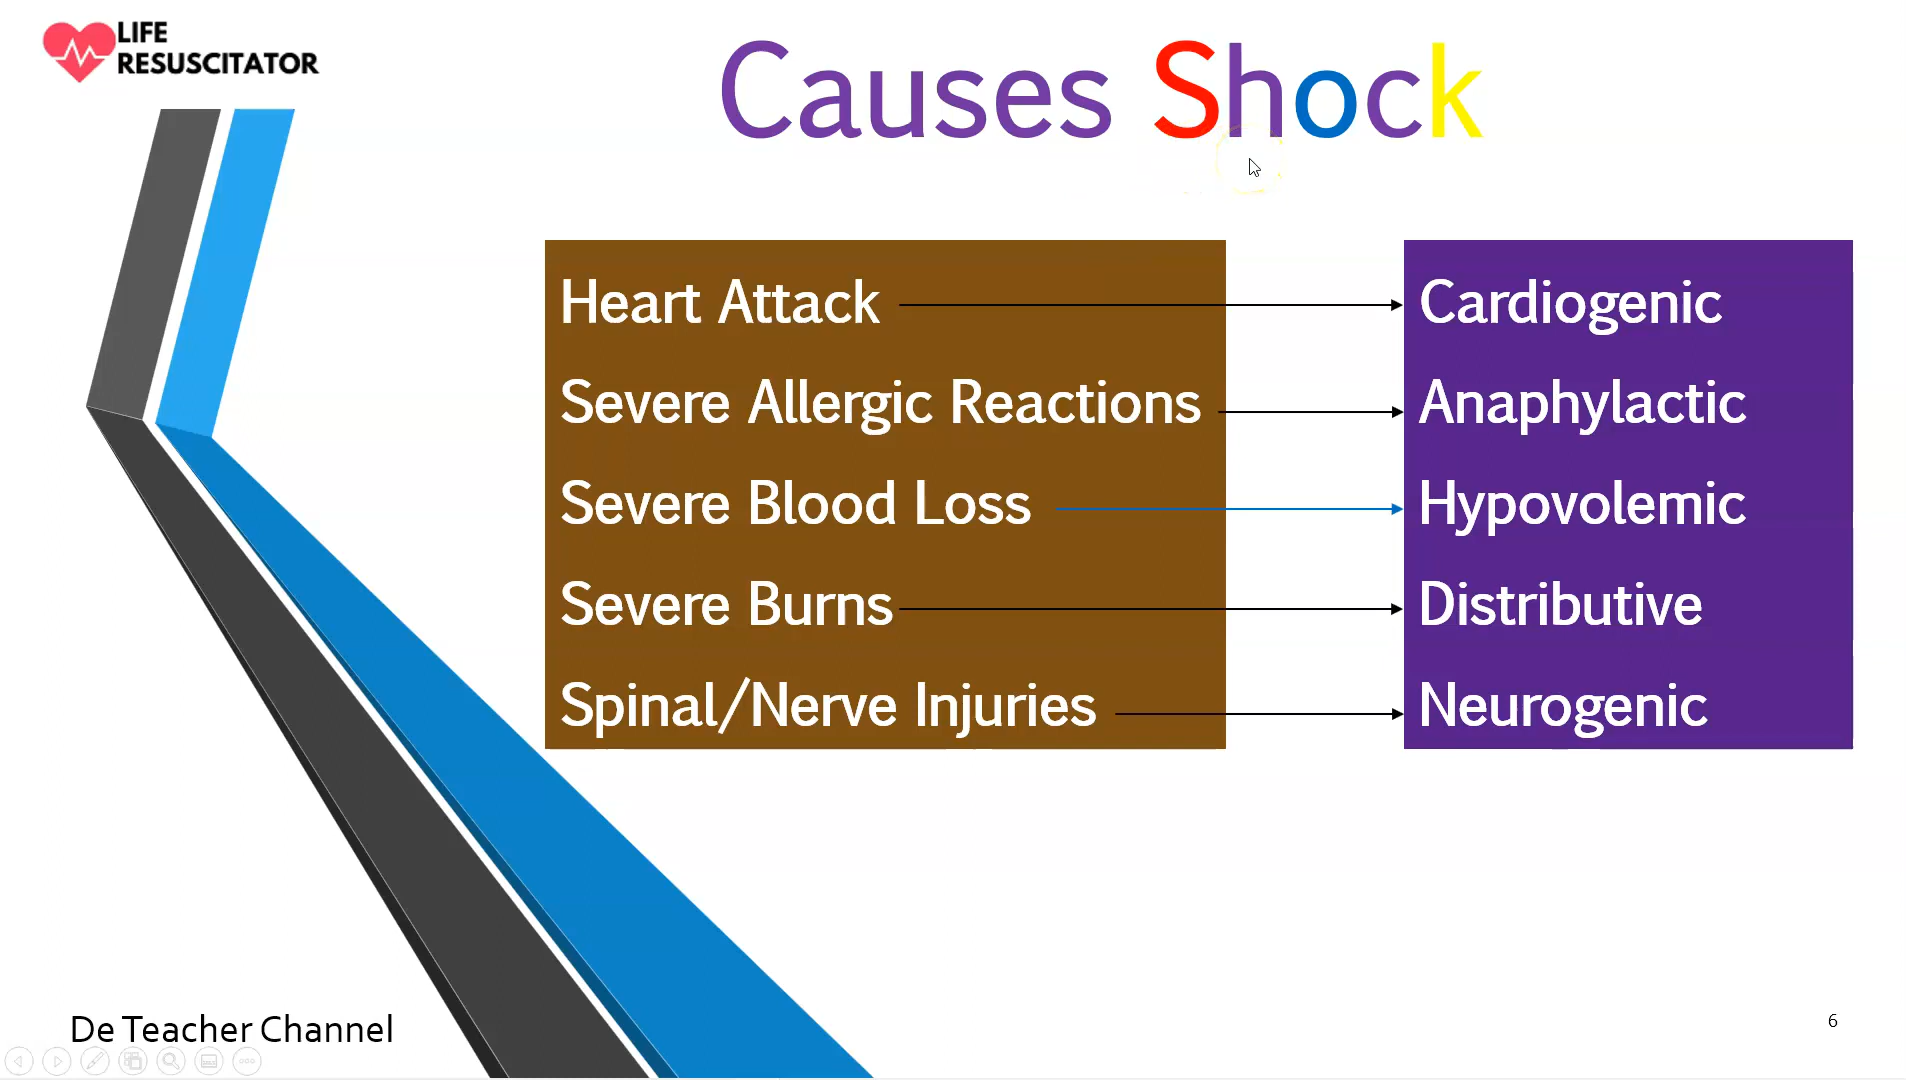 LIFE
RESUSCITATOR
Causes Shock
Heart Attack
Severe Allergic Reactions
Severe Blood Loss
Severe Burns
Spinal/Nerve Injuries
Cardiogenic
Anaphylactic
Hypovolemic
Distributive
Neurogenic
De Teacher Channel
6